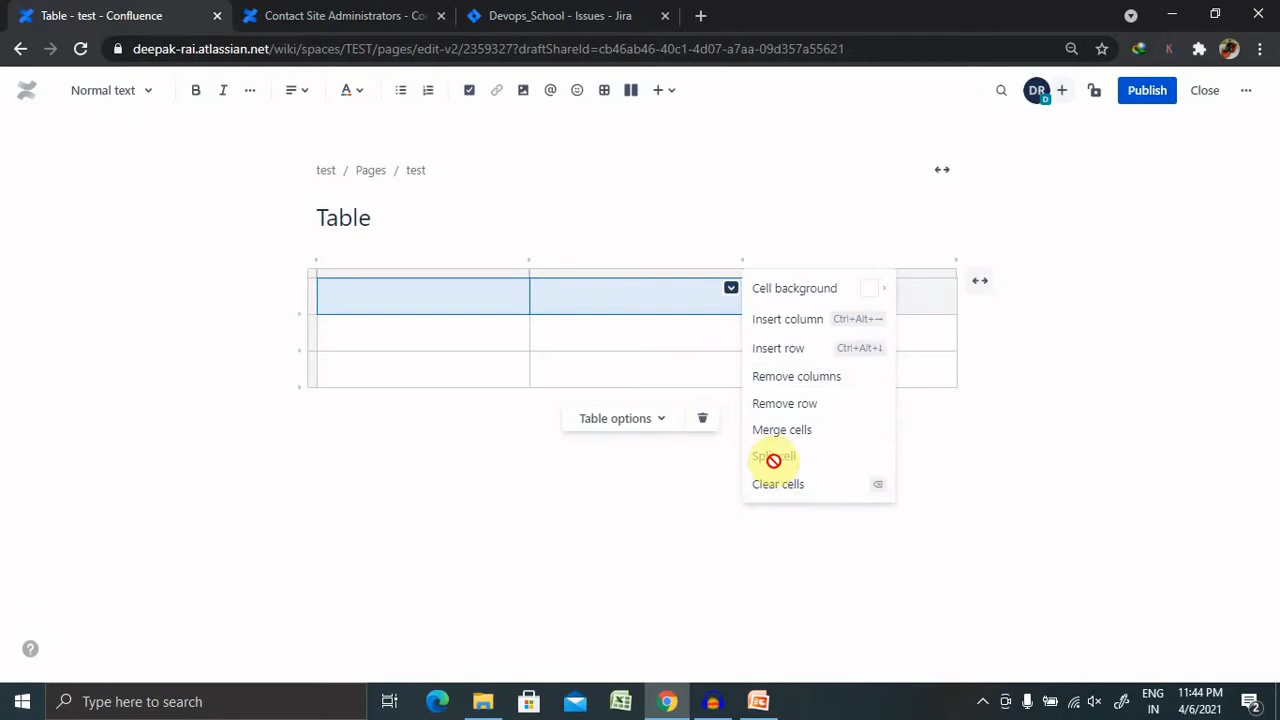 Table - test - Confluence
Contact Site Administrators - Co
Devops_School - Issues - Jira
deepak-rai.atlassian.net/wiki/spaces/TEST/pages/edit-v2/2359327?draftShareId=cb46ab46-40c1-4d07-a7aa-09d357a55621
Normal text
B I A @
DR
D
Publish
Close
test / Pages / test
Table
Cell background
Insert column Ctrl+Alt+→
Insert row Ctrl+Alt+↓
Remove columns
Remove row
Merge cells
Split cell
Clear cells
Table options
Type here to search
ENG
IN
11:44 PM
4/6/2021
2